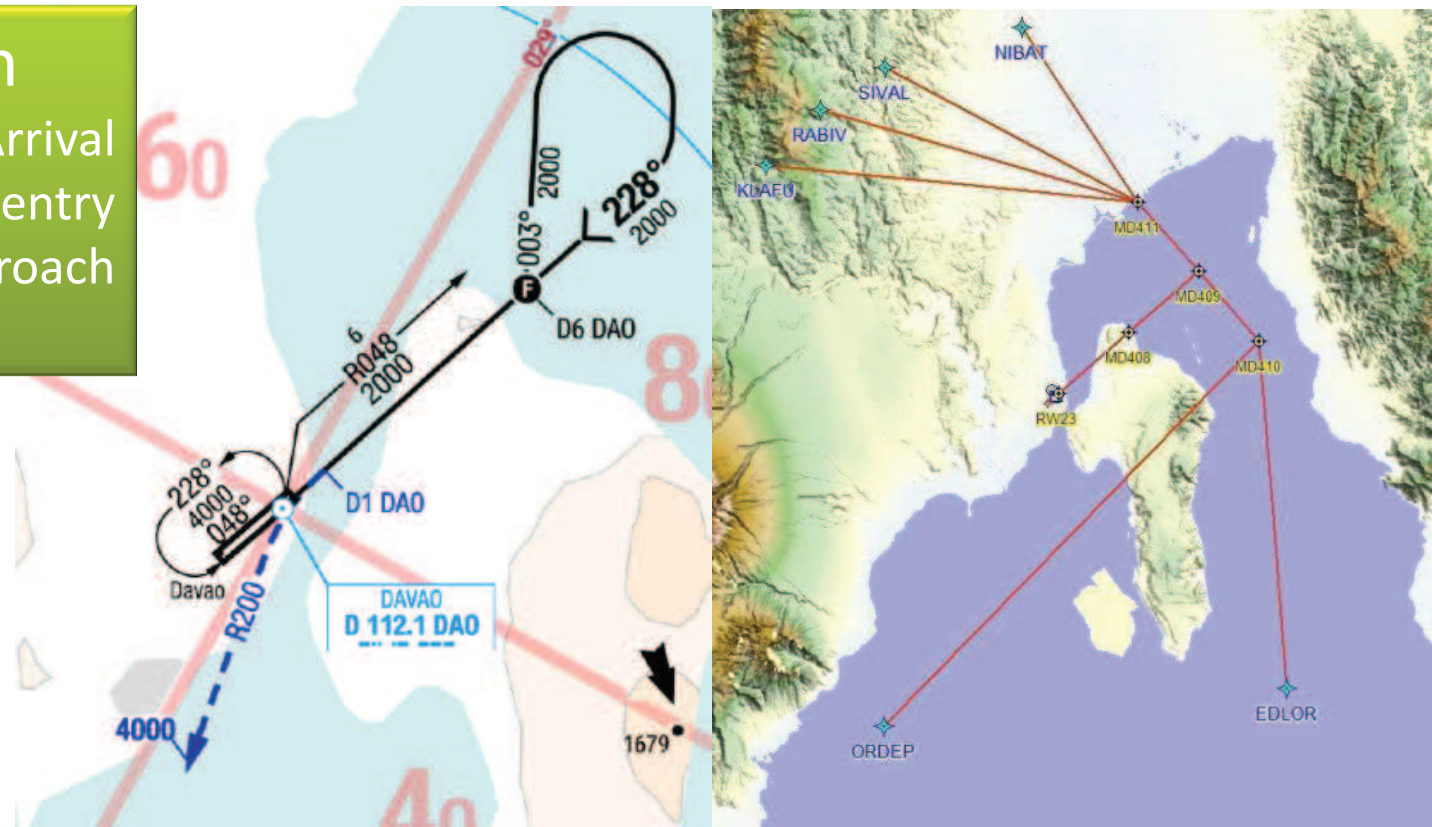 n
Arrival
entry
roach
60
029°
003°
2000
228°
2000
F
D6 DAO
6
R048
2000
80
228°
4000
048°
D1 DAO
Davao
R200
DAVAO
D 112.1 DAO
4000
1679
40
NIBAT
SIVAL
RABIV
KLAFU
MD411
MD409
MD408
MD410
RW23
EDLOR
ORDEP